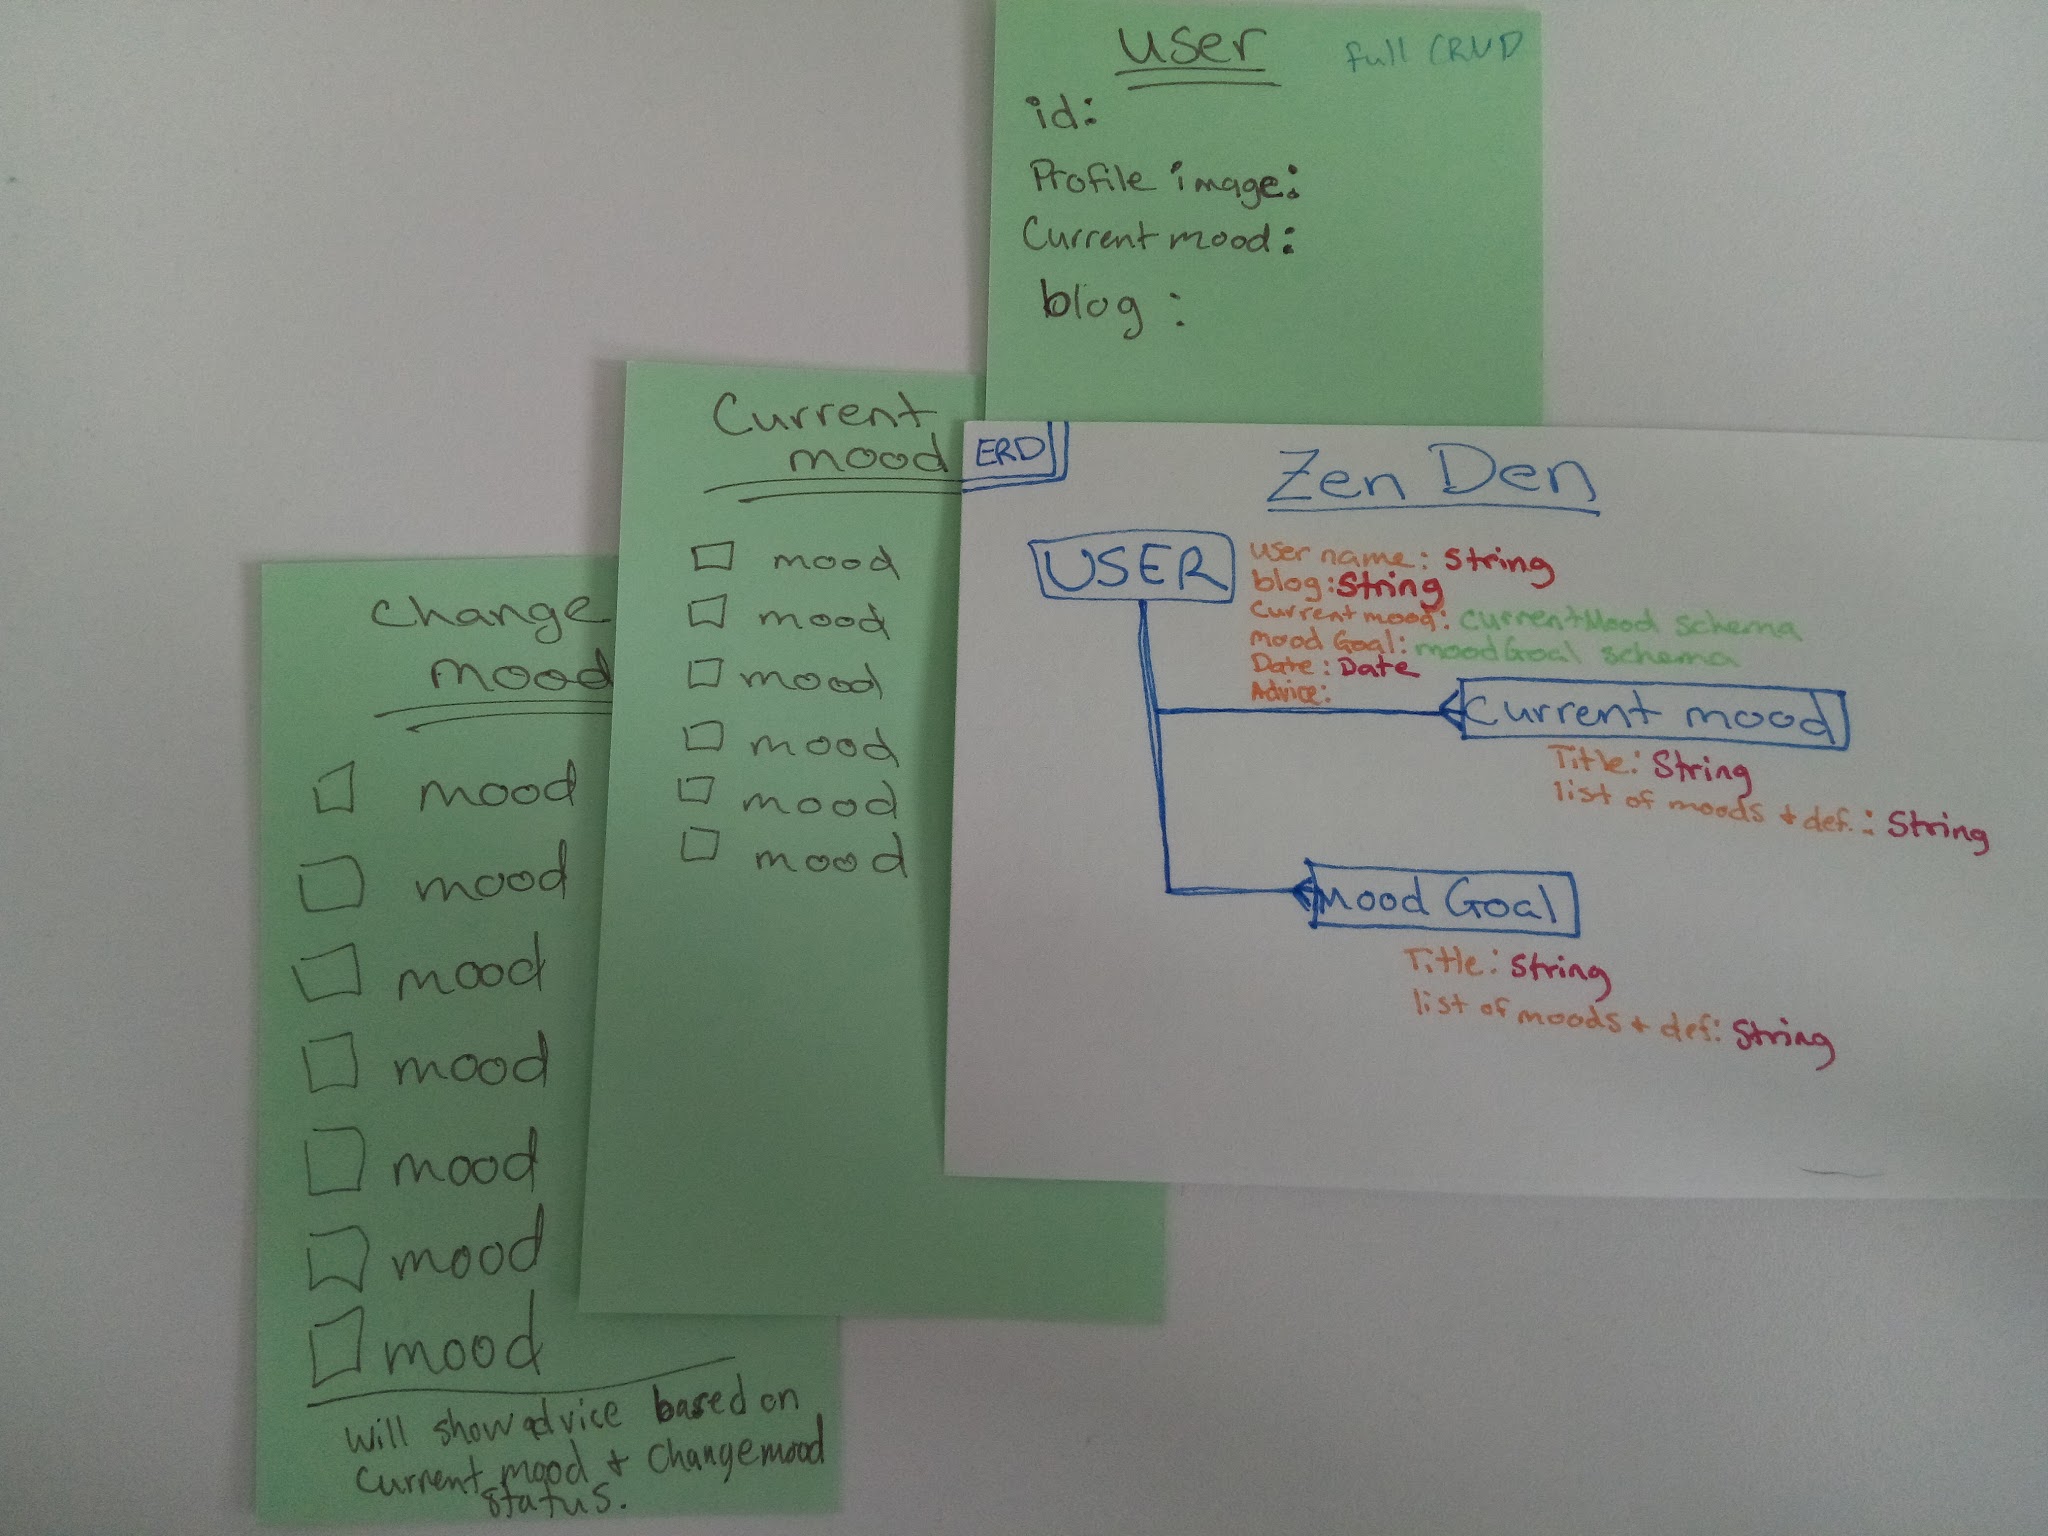 user
full CRUD
id:
Profile image:
Current mood:
blog :
Current
mood
mood
mood
mood
mood
mood
mood
change
mood
mood
mood
mood
mood
mood
mood
mood
Will show advice based on
Current mood + Changemood
status.
ERD
Zen Den
USER
user name: String
blog: String
Current mood: currentMood schema
mood Goal: moodGoal schema
Date: Date
Advice:
Current mood
Title: String
list of moods + def.: String
mood Goal
Title: String
list of moods + def: String